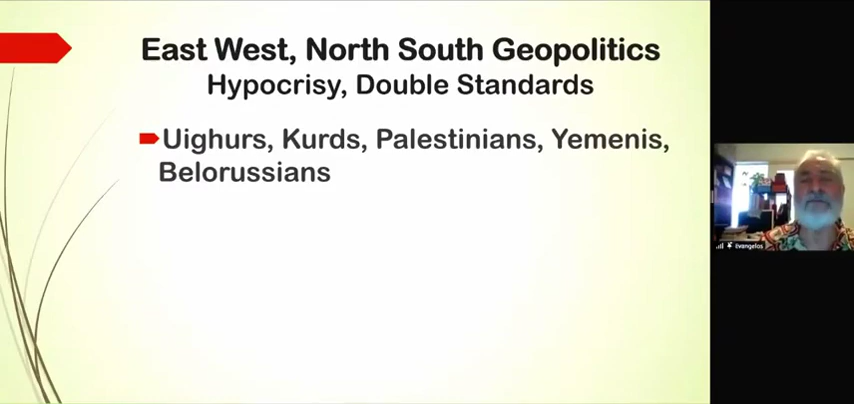 East West, North South Geopolitics
Hypocrisy, Double Standards
Uighurs, Kurds, Palestinians, Yemenis,
Belorussians
Evangelos